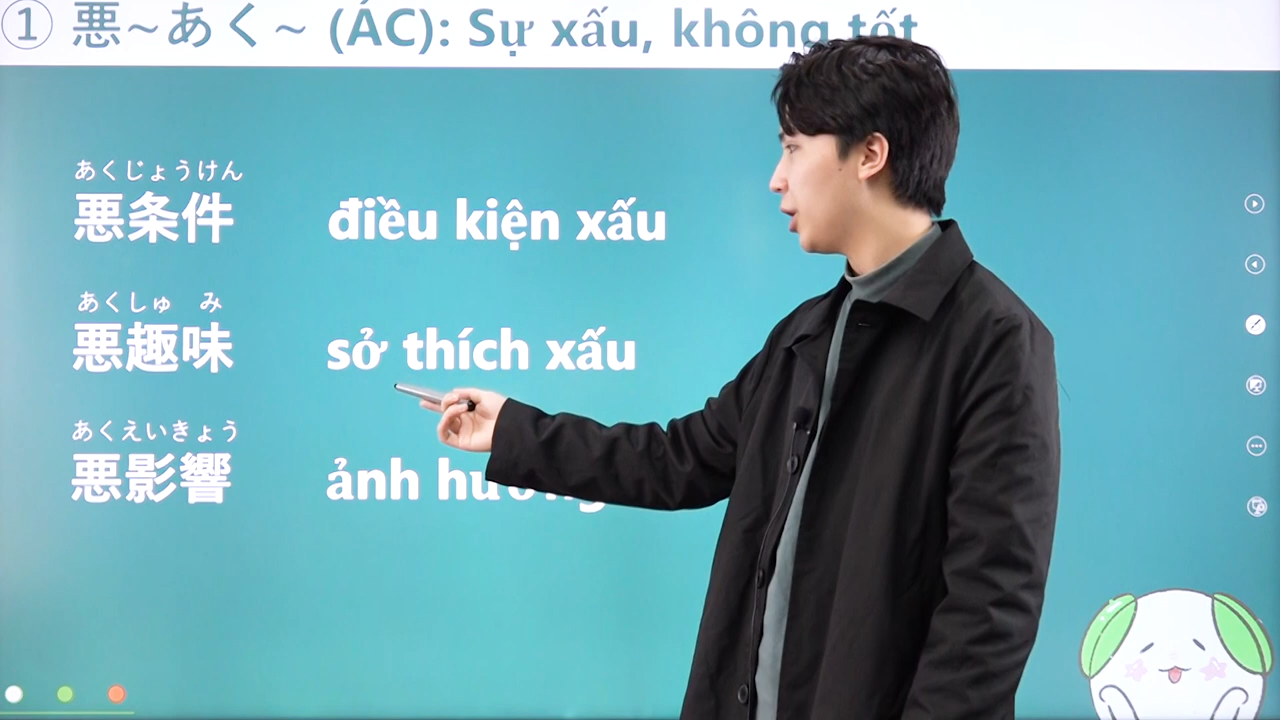 ① 悪~あく~ (ÁC): Sự xấu, không tốt
あくじょうけん
悪条件 điều kiện xấu
あくしゅ み
悪趣味 sở thích xấu
あくえいきょう
悪影響 ảnh hưởng